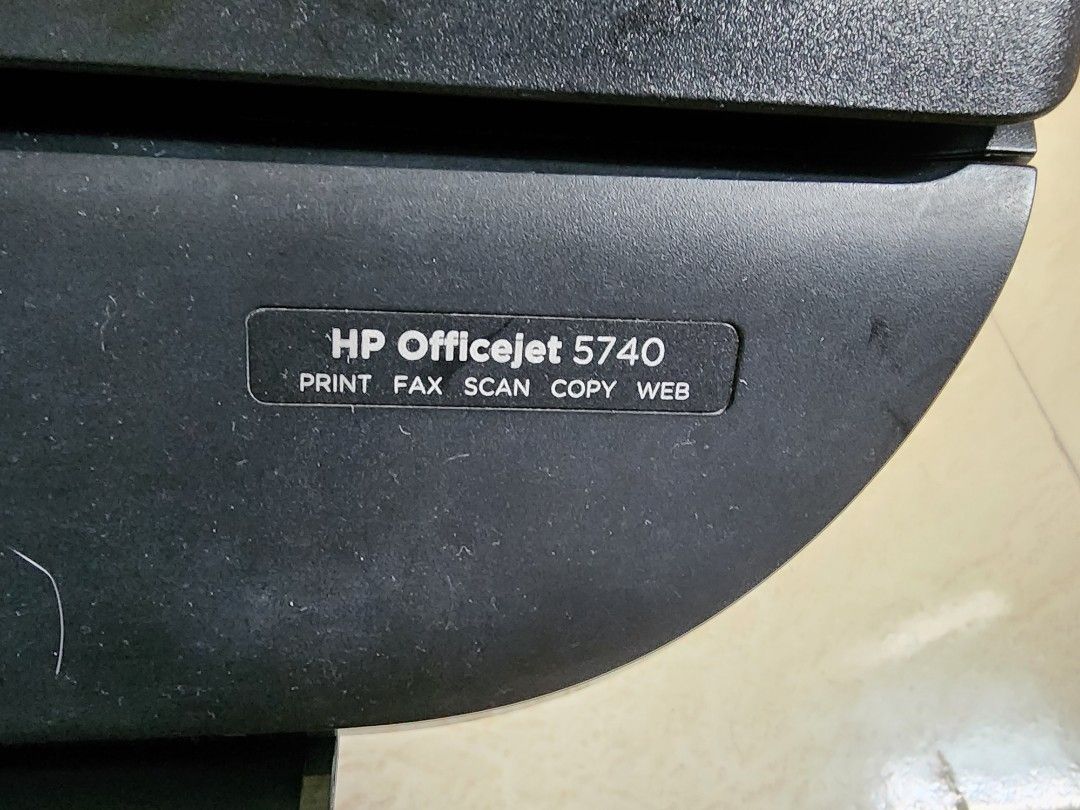 HP Officejet 5740
PRINT FAX SCAN COPY WEB